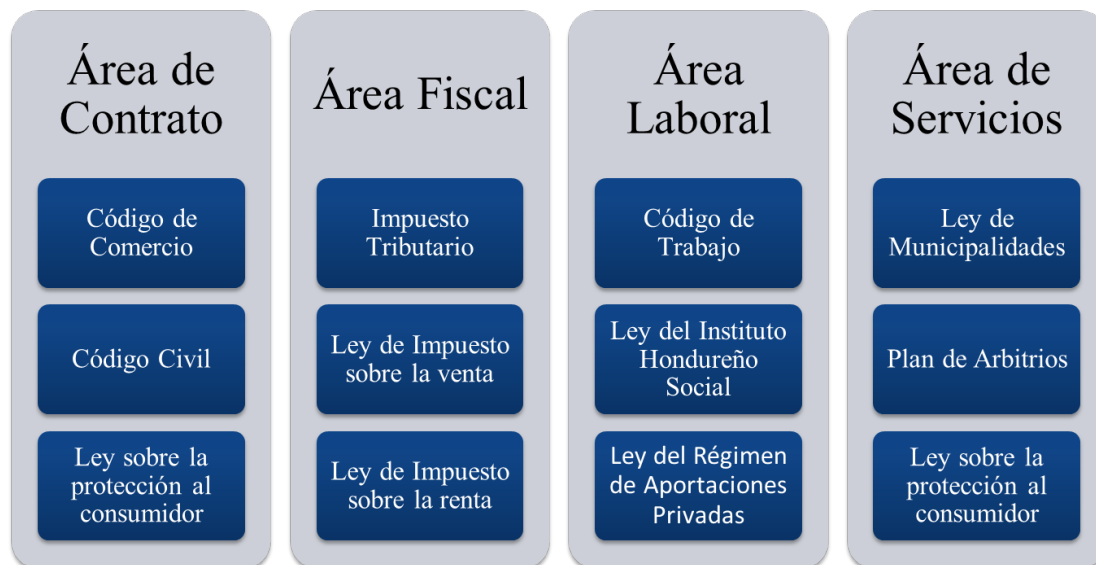 Área de
Contrato
Código de
Comercio
Código Civil
Ley sobre la
protección al
consumidor
Área Fiscal
Impuesto
Tributario
Ley de Impuesto
sobre la venta
Ley de Impuesto
sobre la renta
Área
Laboral
Código de
Trabajo
Ley del Instituto
Hondureño
Social
Ley del Régimen
de Aportaciones
Privadas
Área de
Servicios
Ley de
Municipalidades
Plan de Arbitrios
Ley sobre la
protección al
consumidor